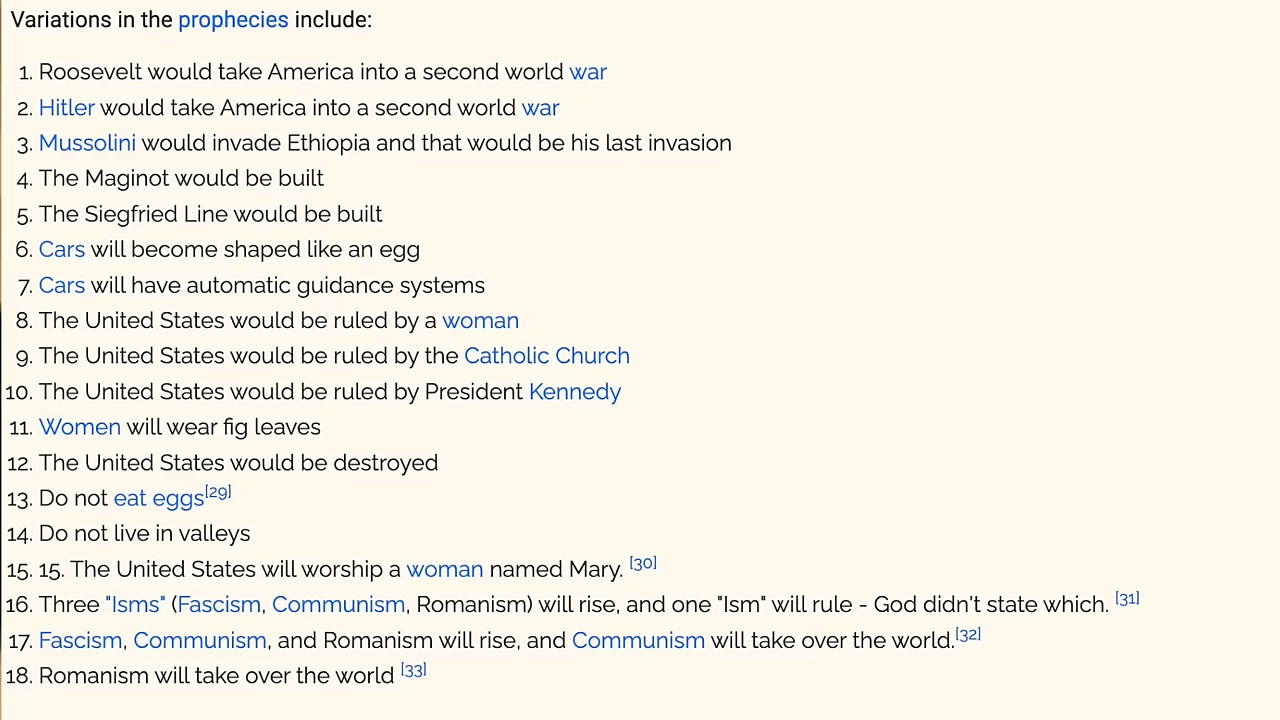 Variations in the prophecies include:
1. Roosevelt would take America into a second world war
2. Hitler would take America into a second world war
3. Mussolini would invade Ethiopia and that would be his last invasion
4. The Maginot would be built
5. The Siegfried Line would be built
6. Cars will become shaped like an egg
7. Cars will have automatic guidance systems
8. The United States would be ruled by a woman
9. The United States would be ruled by the Catholic Church
10. The United States would be ruled by President Kennedy
11. Women will wear fig leaves
12. The United States would be destroyed
13. Do not eat eggs[29]
14. Do not live in valleys
15. 15. The United States will worship a woman named Mary. [30]
16. Three "Isms" (Fascism, Communism, Romanism) will rise, and one "Ism" will rule - God didn't state which. [31]
17. Fascism, Communism, and Romanism will rise, and Communism will take over the world.[32]
18. Romanism will take over the world [33]